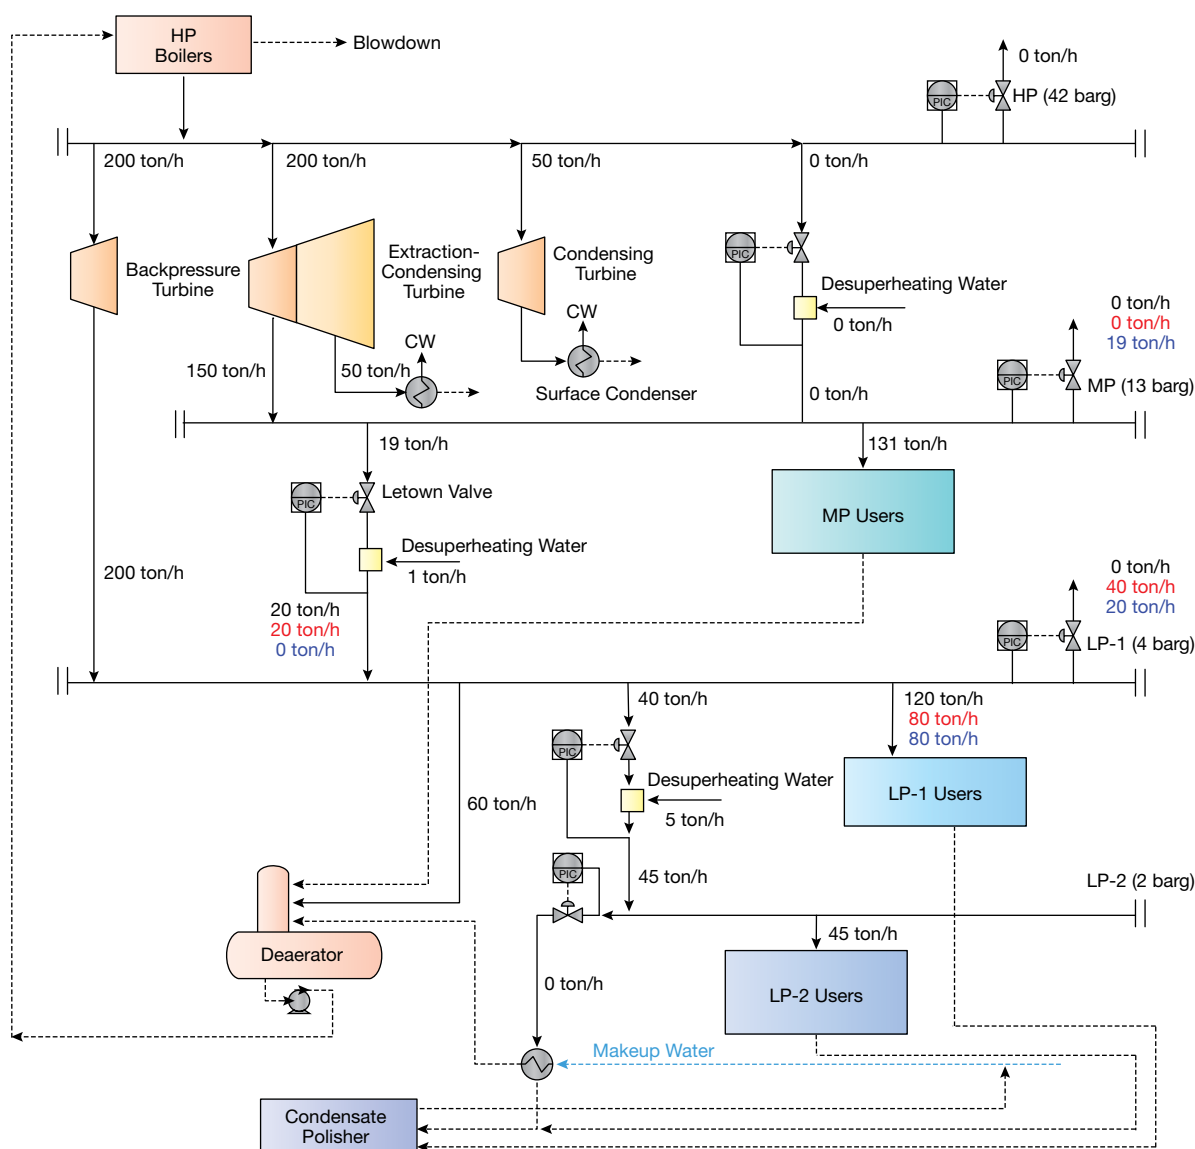 HP
Boilers
Blowdown
0 ton/h
PIC
HP (42 barg)
200 ton/h
200 ton/h
50 ton/h
0 ton/h
Backpressure
Turbine
Extraction-
Condensing
Turbine
Condensing
Turbine
PIC
Desuperheating Water
0 ton/h
CW
CW
150 ton/h
50 ton/h
Surface Condenser
0 ton/h
0 ton/h
0 ton/h
19 ton/h
PIC
MP (13 barg)
19 ton/h
131 ton/h
PIC
Letown Valve
MP Users
Desuperheating Water
1 ton/h
200 ton/h
20 ton/h
20 ton/h
0 ton/h
0 ton/h
40 ton/h
20 ton/h
PIC
LP-1 (4 barg)
40 ton/h
120 ton/h
80 ton/h
80 ton/h
PIC
Desuperheating Water
5 ton/h
LP-1 Users
60 ton/h
PIC
45 ton/h
LP-2 (2 barg)
45 ton/h
Deaerator
0 ton/h
LP-2 Users
Makeup Water
Condensate
Polisher